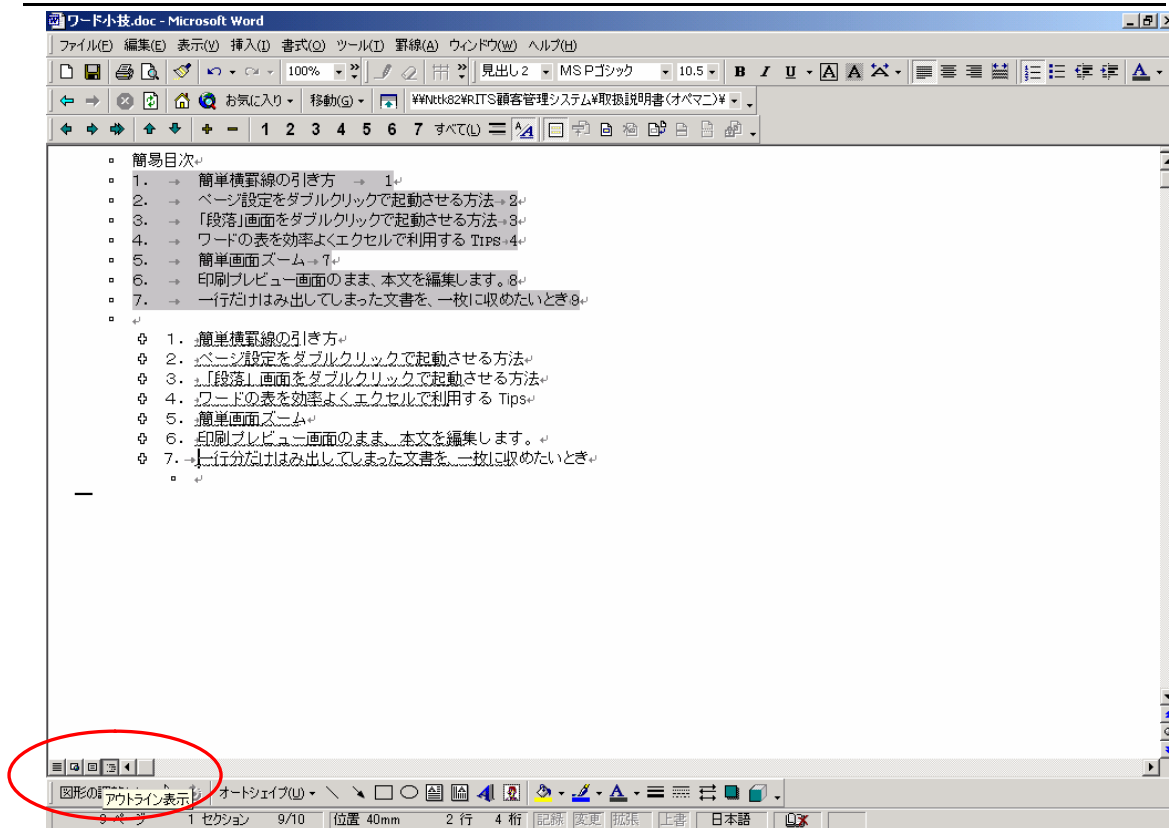 ワード小技.doc - Microsoft Word
ファイル(F) 編集(E) 表示(V) 挿入(I) 書式(O) ツール(T) 罫線(A) ウィンドウ(W) ヘルプ(H)
100% 見出し 2 MS Pゴシック 10.5 B I U A A A
お気に入り 移動(G) ¥¥Nttk82¥RITS顧客管理システム¥取扱説明書(オペマニ)¥
1 2 3 4 5 6 7 すべて(L)
簡易目次
1. → 簡単横罫線の引き方 → 1
2. → ページ設定をダブルクリックで起動させる方法→2
3. → 「段落」画面をダブルクリックで起動させる方法→3
4. → ワードの表を効率よくエクセルで利用する TIPS→4
5. → 簡単画面ズーム→7
6. → 印刷プレビュー画面のまま、本文を編集します。8
7. → 一行だけはみ出してしまった文書を、一枚に収めたいとき9
1. 簡単横罫線の引き方
2. ページ設定をダブルクリックで起動させる方法
3. 「段落」画面をダブルクリックで起動させる方法
4. ワードの表を効率よくエクセルで利用する Tips
5. 簡単画面ズーム
6. 印刷プレビュー画面のまま、本文を編集します。
7. → 一行分だけはみ出してしまった文書を、一枚に収めたいとき
図形の オートシェイプ(U)
アウトライン表示
9 ページ 1 セクション 9/10 位置 40mm 2 行 4 桁 記録 変更 拡張 上書 日本語